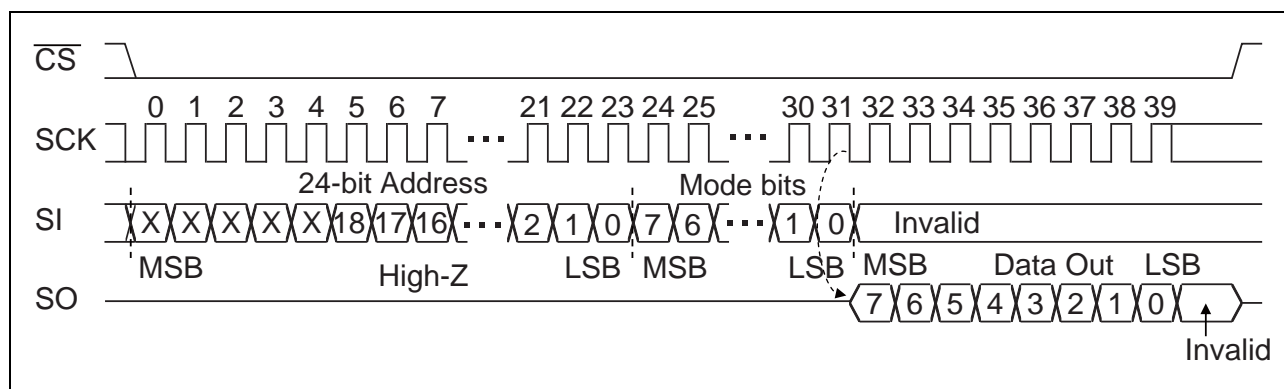 CS
0 1 2 3 4 5 6 7 21 22 23 24 25 30 31 32 33 34 35 36 37 38 39
SCK
24-bit Address Mode bits
SI X X X X X 18 17 16 2 1 0 7 6 1 0 Invalid
MSB High-Z LSB MSB LSB MSB Data Out LSB
SO 7 6 5 4 3 2 1 0
Invalid